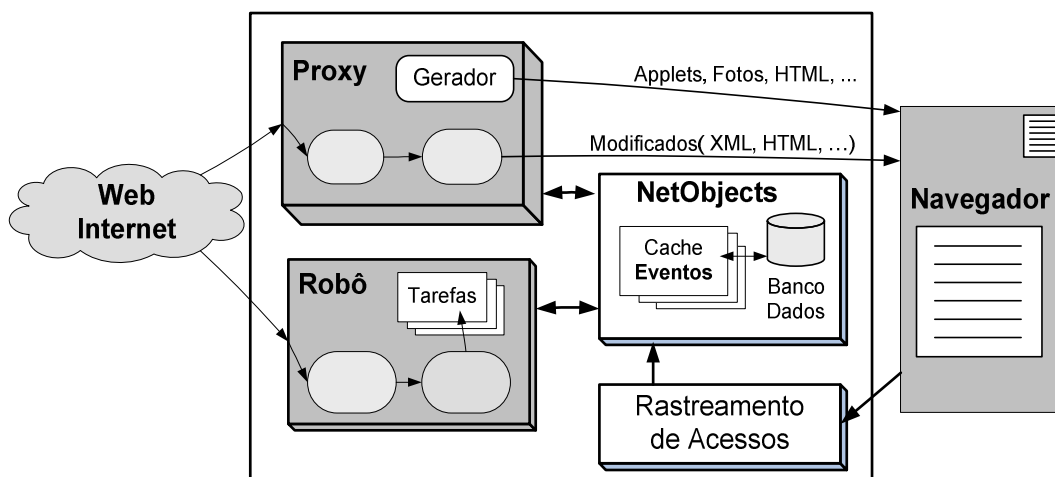 Proxy
Gerador
Applets, Fotos, HTML, ...
Modificados( XML, HTML, ...)
Web
Internet
NetObjects
Navegador
Cache
Eventos
Banco
Dados
Robô
Tarefas
Rastreamento
de Acessos